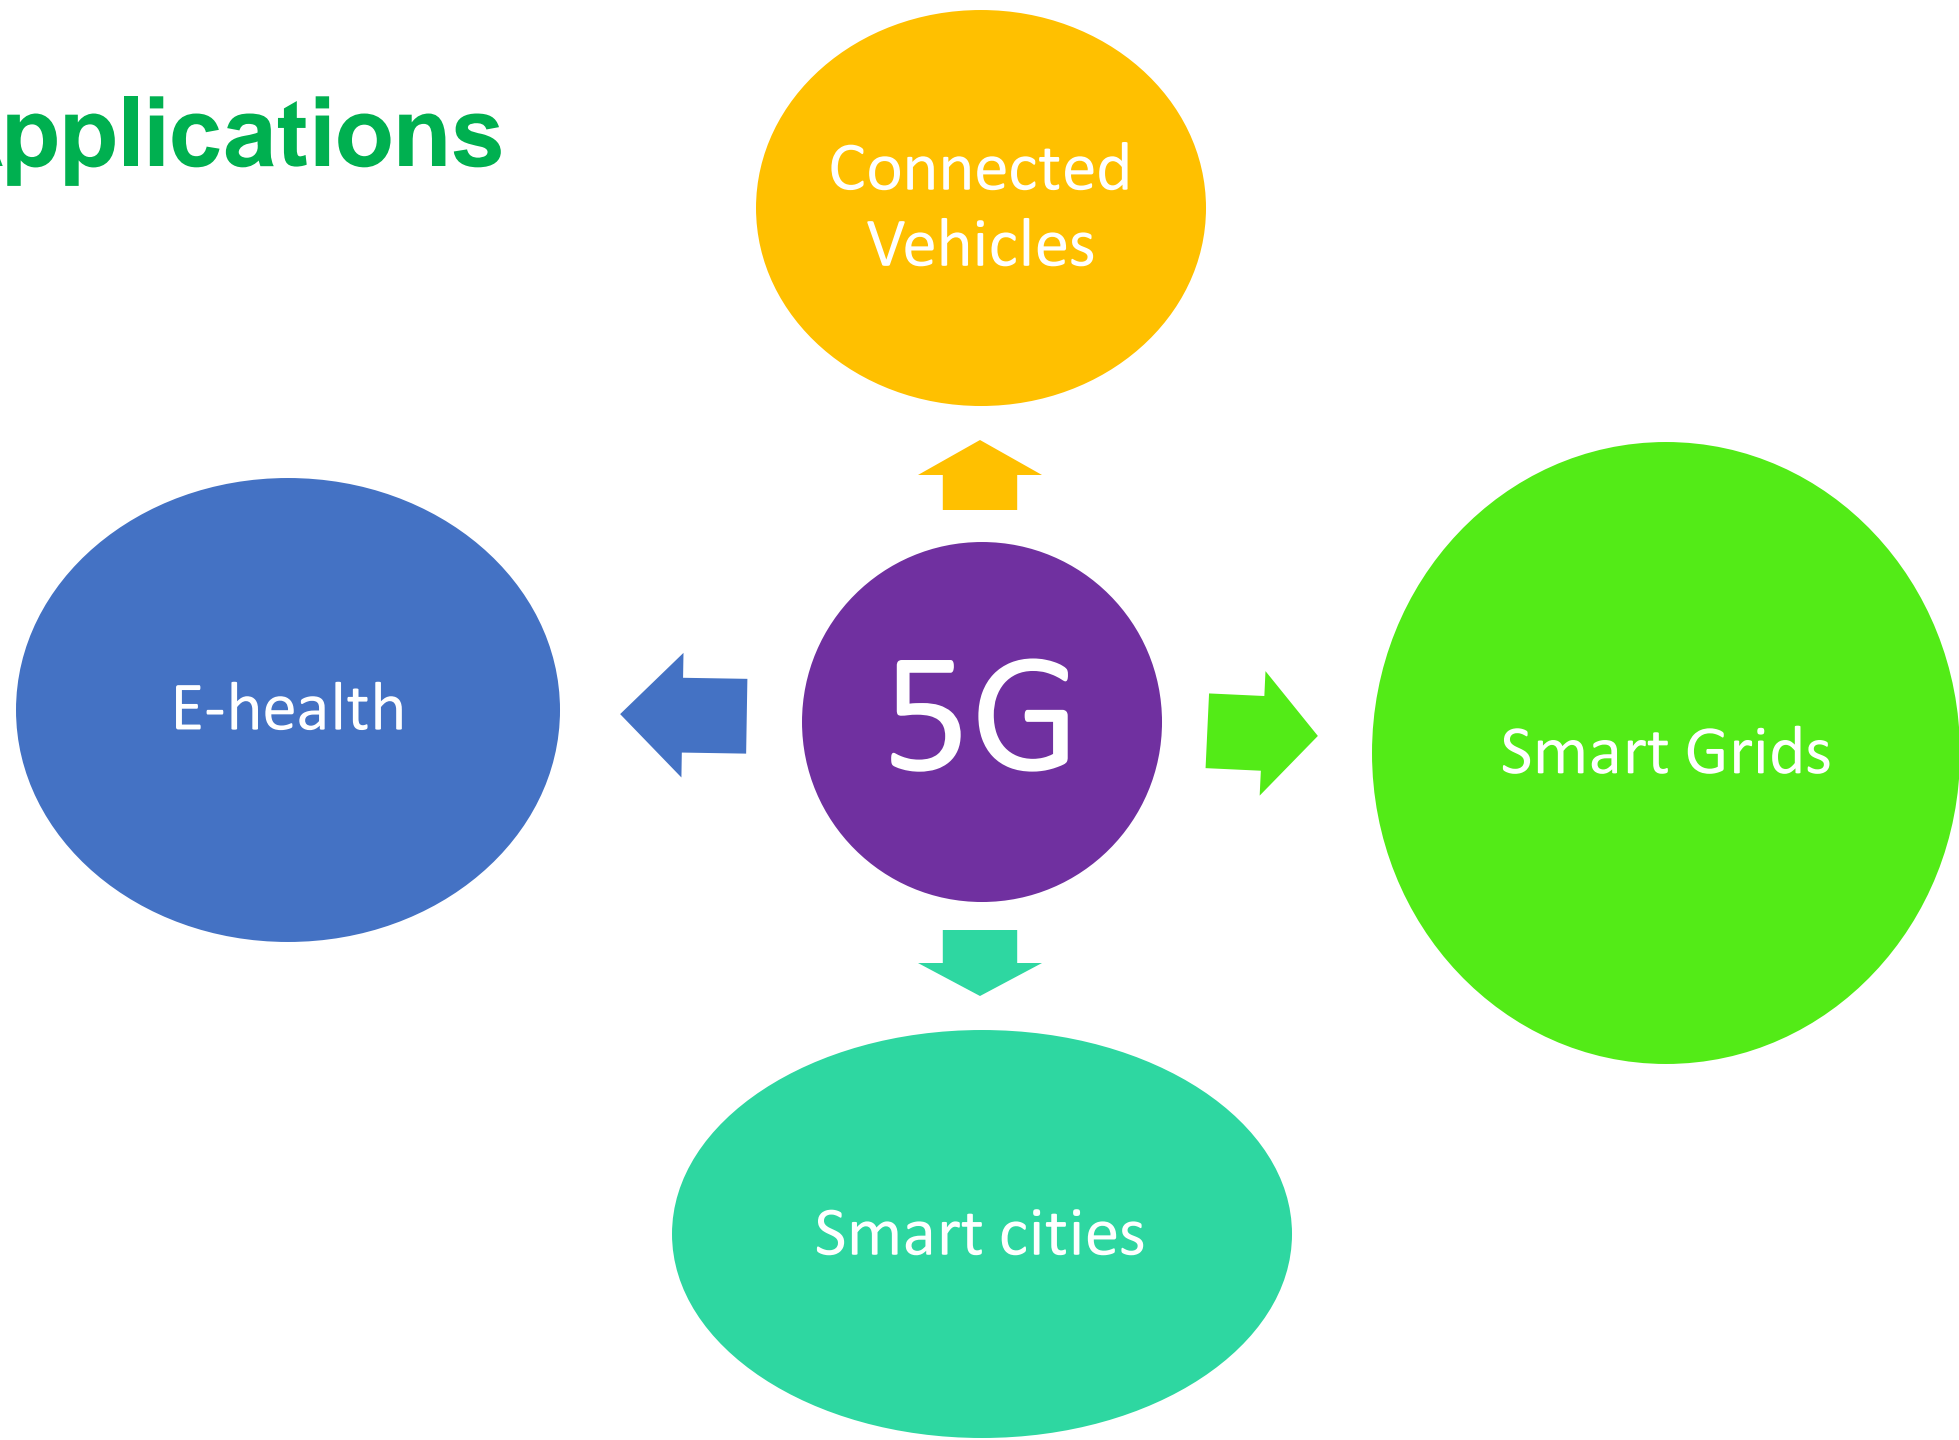 pplications
Connected
Vehicles
E-health
5G
Smart Grids
Smart cities